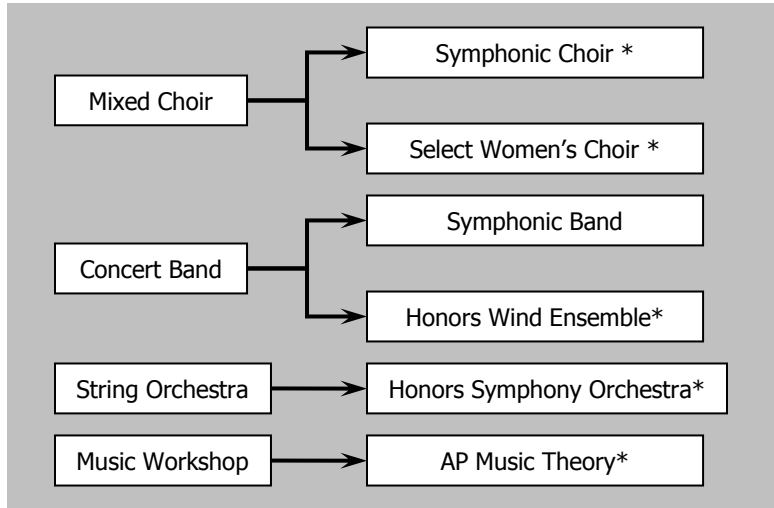 Symphonic Choir *
Mixed Choir
Select Women’s Choir *
Symphonic Band
Concert Band
Honors Wind Ensemble*
String Orchestra
Honors Symphony Orchestra*
Music Workshop
AP Music Theory*